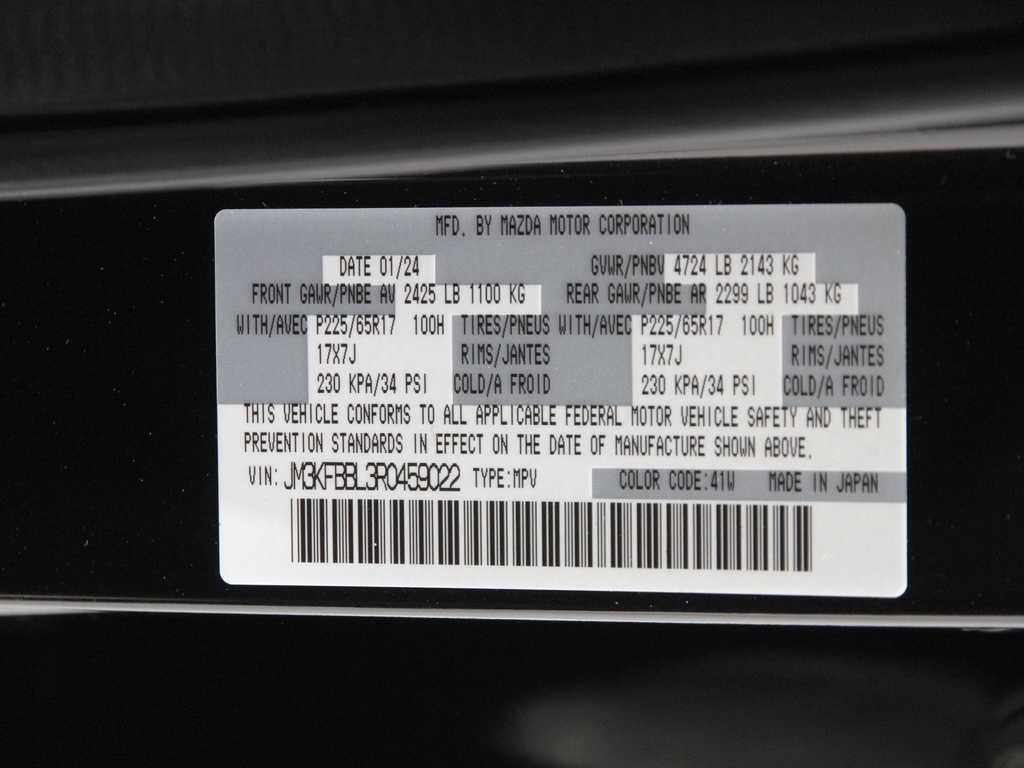 MFD. BY MAZDA MOTOR CORPORATION
DATE 01/24 GVWR/PNBV 4724 LB 2143 KG
FRONT GAWR/PNBE AV 2425 LB 1100 KG REAR GAWR/PNBE AR 2299 LB 1043 KG
WITH/AVEC P225/65R17 100H TIRES/PNEUS WITH/AVEC P225/65R17 100H TIRES/PNEUS
17X7J RIMS/JANTES 17X7J RIMS/JANTES
230 KPA/34 PSI COLD/A FROID 230 KPA/34 PSI COLD/A FROID
THIS VEHICLE CONFORMS TO ALL APPLICABLE FEDERAL MOTOR VEHICLE SAFETY AND THEFT
PREVENTION STANDARDS IN EFFECT ON THE DATE OF MANUFACTURE SHOWN ABOVE.
VIN: JM3KFBBL3R0459022 TYPE:MPV COLOR CODE:41W MADE IN JAPAN